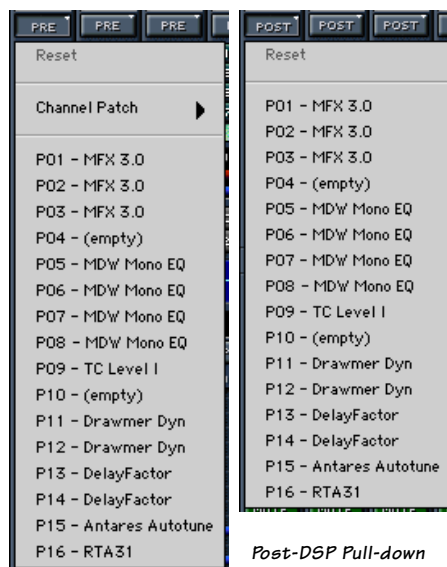 PRE PRE PRE
Reset
Channel Patch
P01 - MFX 3.0
P02 - MFX 3.0
P03 - MFX 3.0
P04 - (empty)
P05 - MDW Mono EQ
P06 - MDW Mono EQ
P07 - MDW Mono EQ
P08 - MDW Mono EQ
P09 - TC Level I
P10 - (empty)
P11 - Drawmer Dyn
P12 - Drawmer Dyn
P13 - DelayFactor
P14 - DelayFactor
P15 - Antares Autotune
P16 - RTA31
POST POST POST
Reset
P01 - MFX 3.0
P02 - MFX 3.0
P03 - MFX 3.0
P04 - (empty)
P05 - MDW Mono EQ
P06 - MDW Mono EQ
P07 - MDW Mono EQ
P08 - MDW Mono EQ
P09 - TC Level I
P10 - (empty)
P11 - Drawmer Dyn
P12 - Drawmer Dyn
P13 - DelayFactor
P14 - DelayFactor
P15 - Antares Autotune
P16 - RTA31
Post-DSP Pull-down